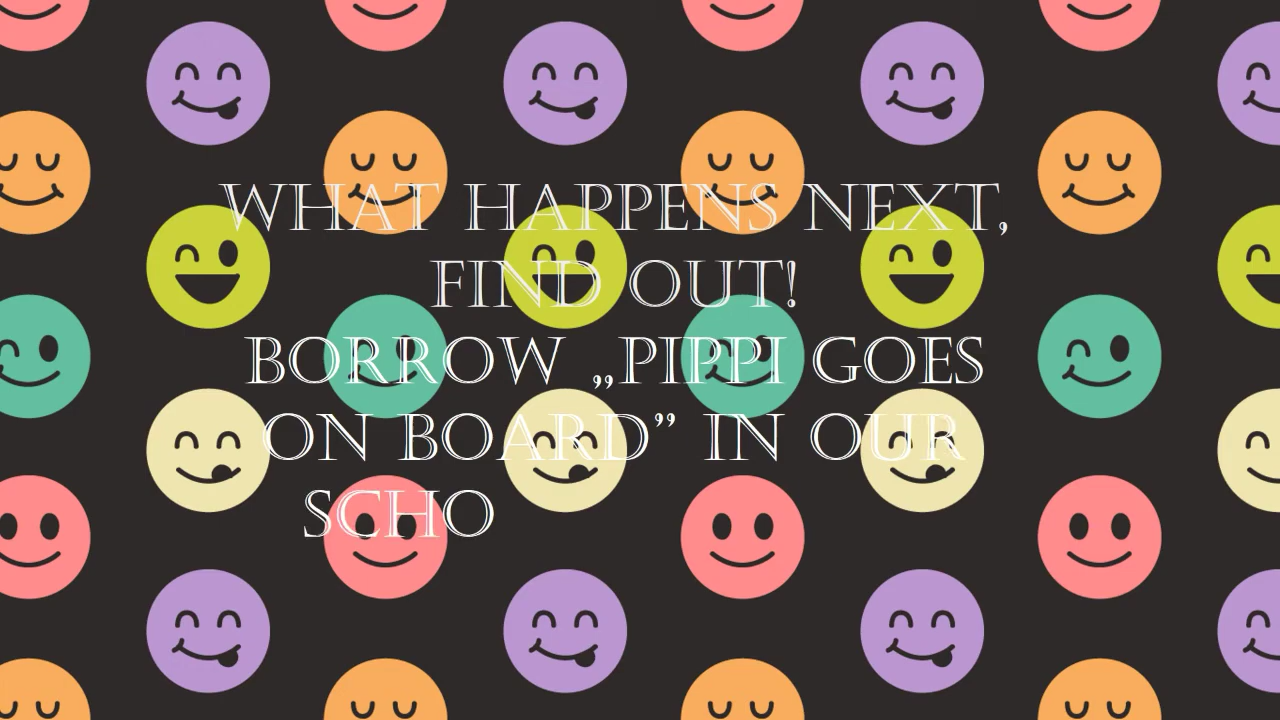 WHAT HAPPENS NEXT,
FIND OUT!
BORROW „PIPPI GOES
ON BOARD” IN OUR
SCHO